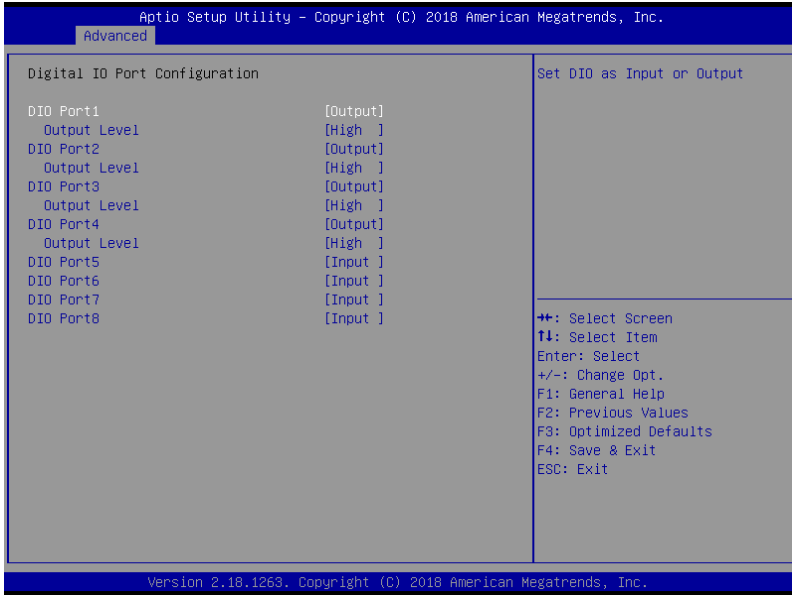 Aptio Setup Utility – Copyright (C) 2018 American Megatrends, Inc.
Advanced
Digital IO Port Configuration
DIO Port1 [Output]
Output Level [High ]
DIO Port2 [Output]
Output Level [High ]
DIO Port3 [Output]
Output Level [High ]
DIO Port4 [Output]
Output Level [High ]
DIO Port5 [Input ]
DIO Port6 [Input ]
DIO Port7 [Input ]
DIO Port8 [Input ]
Set DIO as Input or Output
→←: Select Screen
↑↓: Select Item
Enter: Select
+/-: Change Opt.
F1: General Help
F2: Previous Values
F3: Optimized Defaults
F4: Save & Exit
ESC: Exit
Version 2.18.1263. Copyright (C) 2018 American Megatrends, Inc.